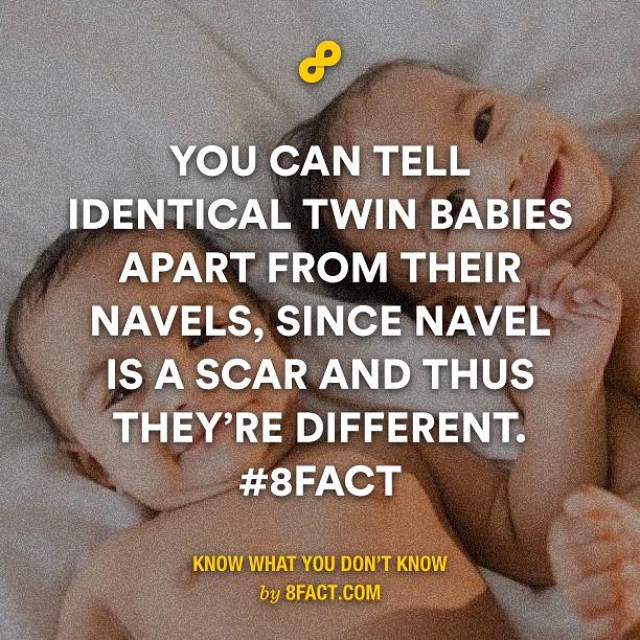 YOU CAN TELL
IDENTICAL TWIN BABIES
APART FROM THEIR
NAVELS, SINCE NAVEL
IS A SCAR AND THUS
THEY’RE DIFFERENT.
#8FACT
KNOW WHAT YOU DON’T KNOW
by 8FACT.COM